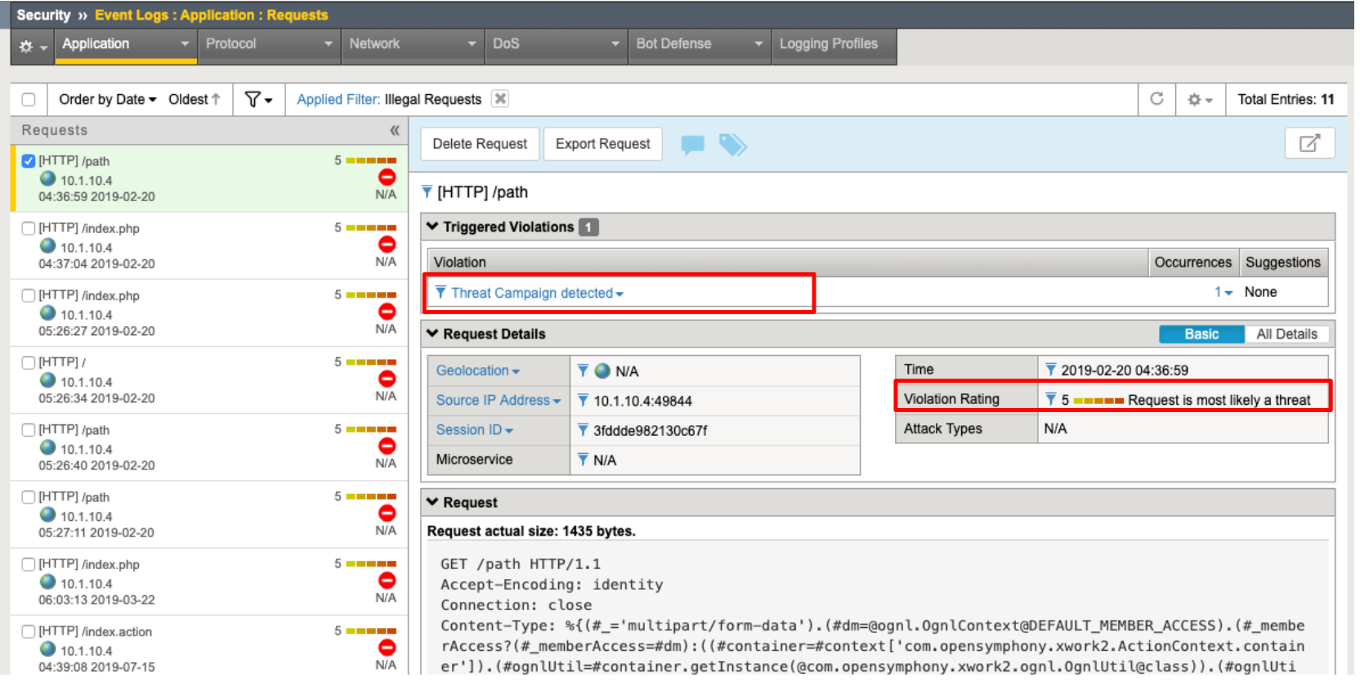 Security » Event Logs : Application : Requests
Application Protocol Network DoS Bot Defense Logging Profiles
Order by Date Oldest Applied Filter: Illegal Requests Total Entries: 11
Requests «
[HTTP] /path 5
10.1.10.4
04:36:59 2019-02-20 N/A
[HTTP] /index.php 5
10.1.10.4
04:37:04 2019-02-20 N/A
[HTTP] /index.php 5
10.1.10.4
05:26:27 2019-02-20 N/A
[HTTP] / 5
10.1.10.4
05:26:34 2019-02-20 N/A
[HTTP] /path 5
10.1.10.4
05:26:40 2019-02-20 N/A
[HTTP] /path 5
10.1.10.4
05:27:11 2019-02-20 N/A
[HTTP] /index.php 5
10.1.10.4
06:03:13 2019-03-22 N/A
[HTTP] /index.action 5
10.1.10.4
04:39:08 2019-07-15 N/A
Delete Request Export Request
[HTTP] /path
Triggered Violations 1
Violation Occurrences Suggestions
Threat Campaign detected 1 None
Request Details Basic All Details
Geolocation N/A
Source IP Address 10.1.10.4:49844
Session ID 3fddde982130c67f
Microservice N/A
Time 2019-02-20 04:36:59
Violation Rating 5 Request is most likely a threat
Attack Types N/A
Request
Request actual size: 1435 bytes.
GET /path HTTP/1.1
Accept-Encoding: identity
Connection: close
Content-Type: %{(#_='multipart/form-data').(#dm=@ognl.OgnlContext@DEFAULT_MEMBER_ACCESS).(#_membe
rAccess?(#_memberAccess=#dm):((#container=#context['com.opensymphony.xwork2.ActionContext.contain
er']).(#ognlUtil=#container.getInstance(@com.opensymphony.xwork2.ognl.OgnlUtil@class)).(#ognlUti